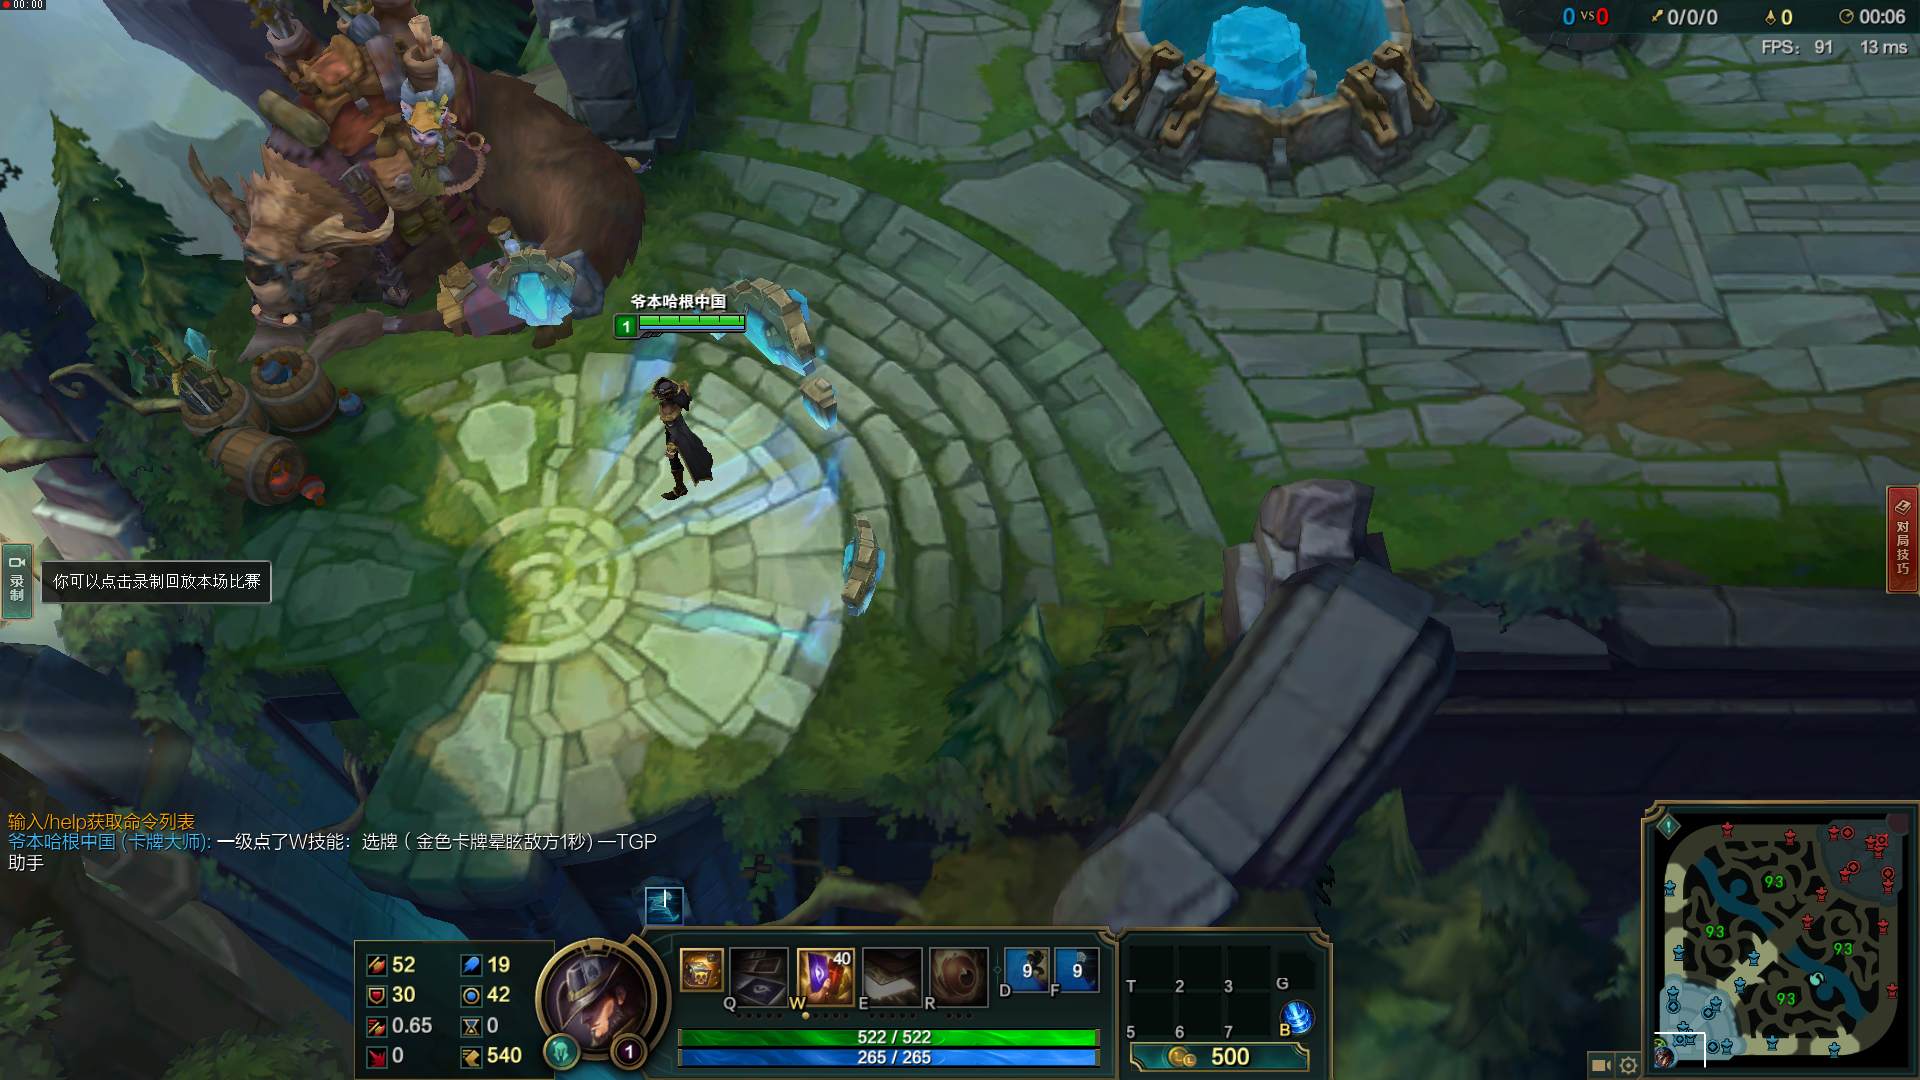 00:00
0 VS 0 0/0/0 0 00:06
FPS: 91 13 ms
爷本哈根中国
1
录制
你可以点击录制回放本场比赛
对局技巧
输入/help获取命令列表
爷本哈根中国 (卡牌大师): 一级点了W技能：选牌 ( 金色卡牌晕眩敌方1秒) —TGP
助手
52 19
30 42
0.65 0
0 540
1
40
9 9
Q W E R D F
522 / 522
265 / 265
T 2 3 G
5 6 7 B
500
93
93
93
93